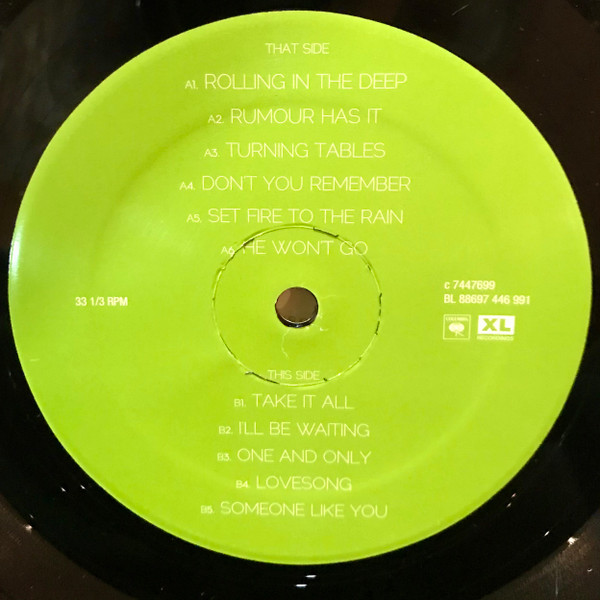 THAT SIDE
A1. ROLLING IN THE DEEP
A2. RUMOUR HAS IT
A3. TURNING TABLES
A4. DON'T YOU REMEMBER
A5. SET FIRE TO THE RAIN
A6. HE WON'T GO
33 1/3 RPM
c 7447699
BL 88697 446 991
COLUMBIA
XL
RECORDINGS
THIS SIDE
B1. TAKE IT ALL
B2. I'LL BE WAITING
B3. ONE AND ONLY
B4. LOVESONG
B5. SOMEONE LIKE YOU